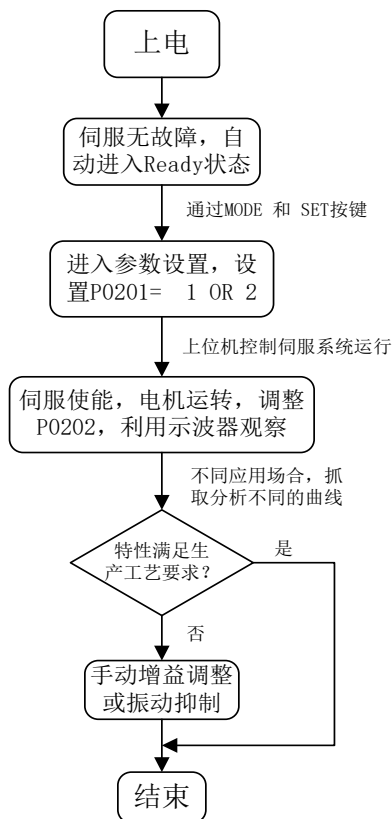 上电
伺服无故障，自
动进入Ready状态
通过MODE 和 SET按键
进入参数设置，设
置P0201= 1 OR 2
上位机控制伺服系统运行
伺服使能，电机运转，调整
P0202，利用示波器观察
不同应用场合，抓
取分析不同的曲线
特性满足生
产工艺要求？
是
否
手动增益调整
或振动抑制
结束